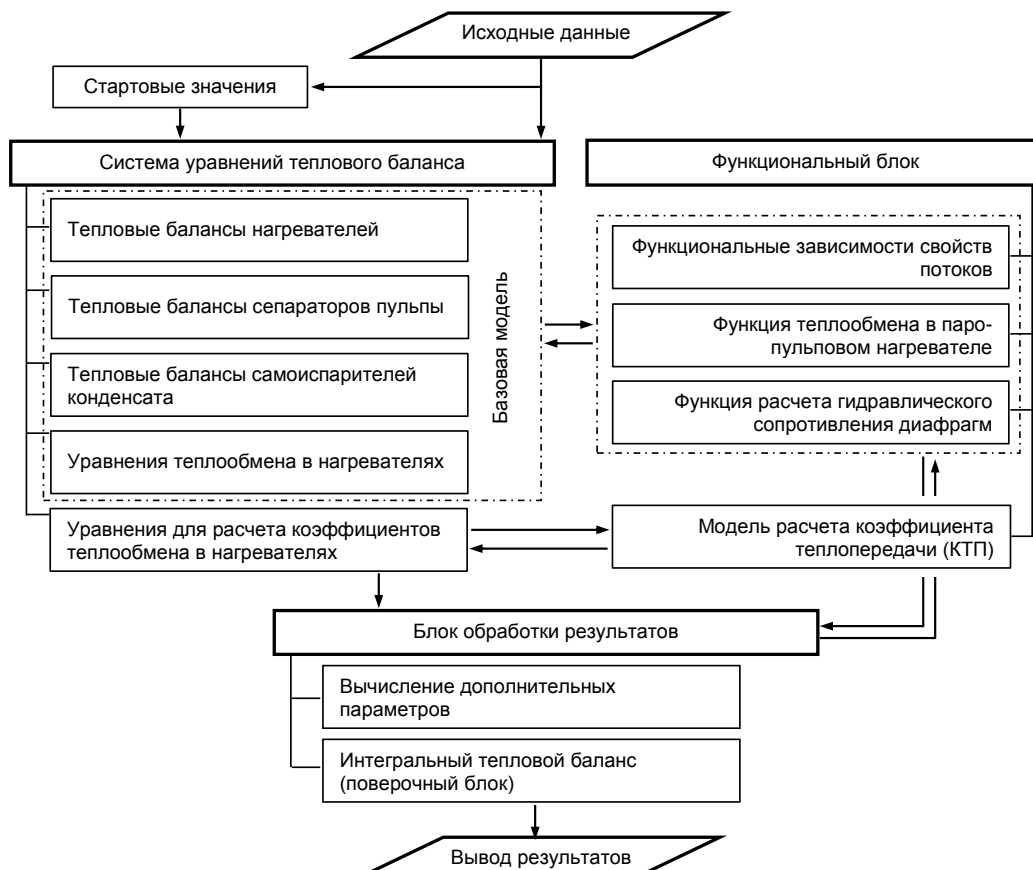 Исходные данные
Стартовые значения
Система уравнений теплового баланса
Функциональный блок
Тепловые балансы нагревателей
Тепловые балансы сепараторов пульпы
Тепловые балансы самоиспарителей
конденсата
Уравнения теплообмена в нагревателях
Базовая модель
Функциональные зависимости свойств
потоков
Функция теплообмена в паро-
пульповом нагревателе
Функция расчета гидравлического
сопротивления диафрагм
Уравнения для расчета коэффициентов
теплообмена в нагревателях
Модель расчета коэффициента
теплопередачи (КТП)
Блок обработки результатов
Вычисление дополнительных
параметров
Интегральный тепловой баланс
(поверочный блок)
Вывод результатов